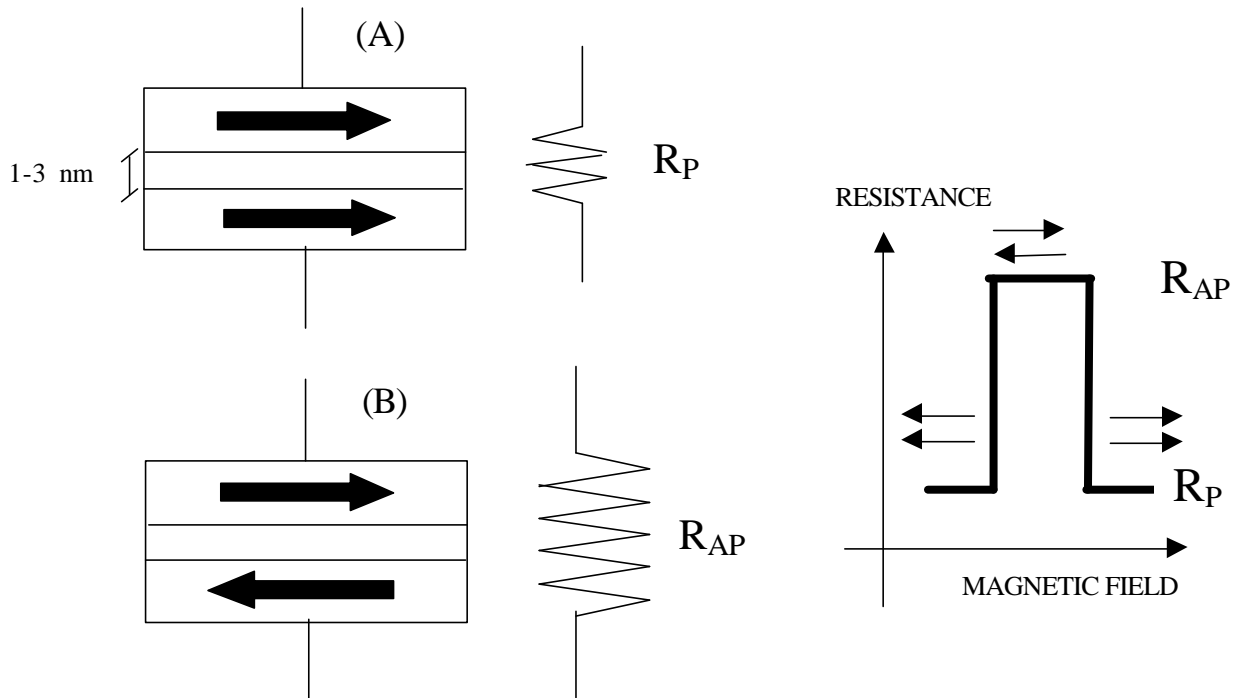 (A)
1-3 nm
R_P
(B)
R_AP
RESISTANCE
R_AP
R_P
MAGNETIC FIELD